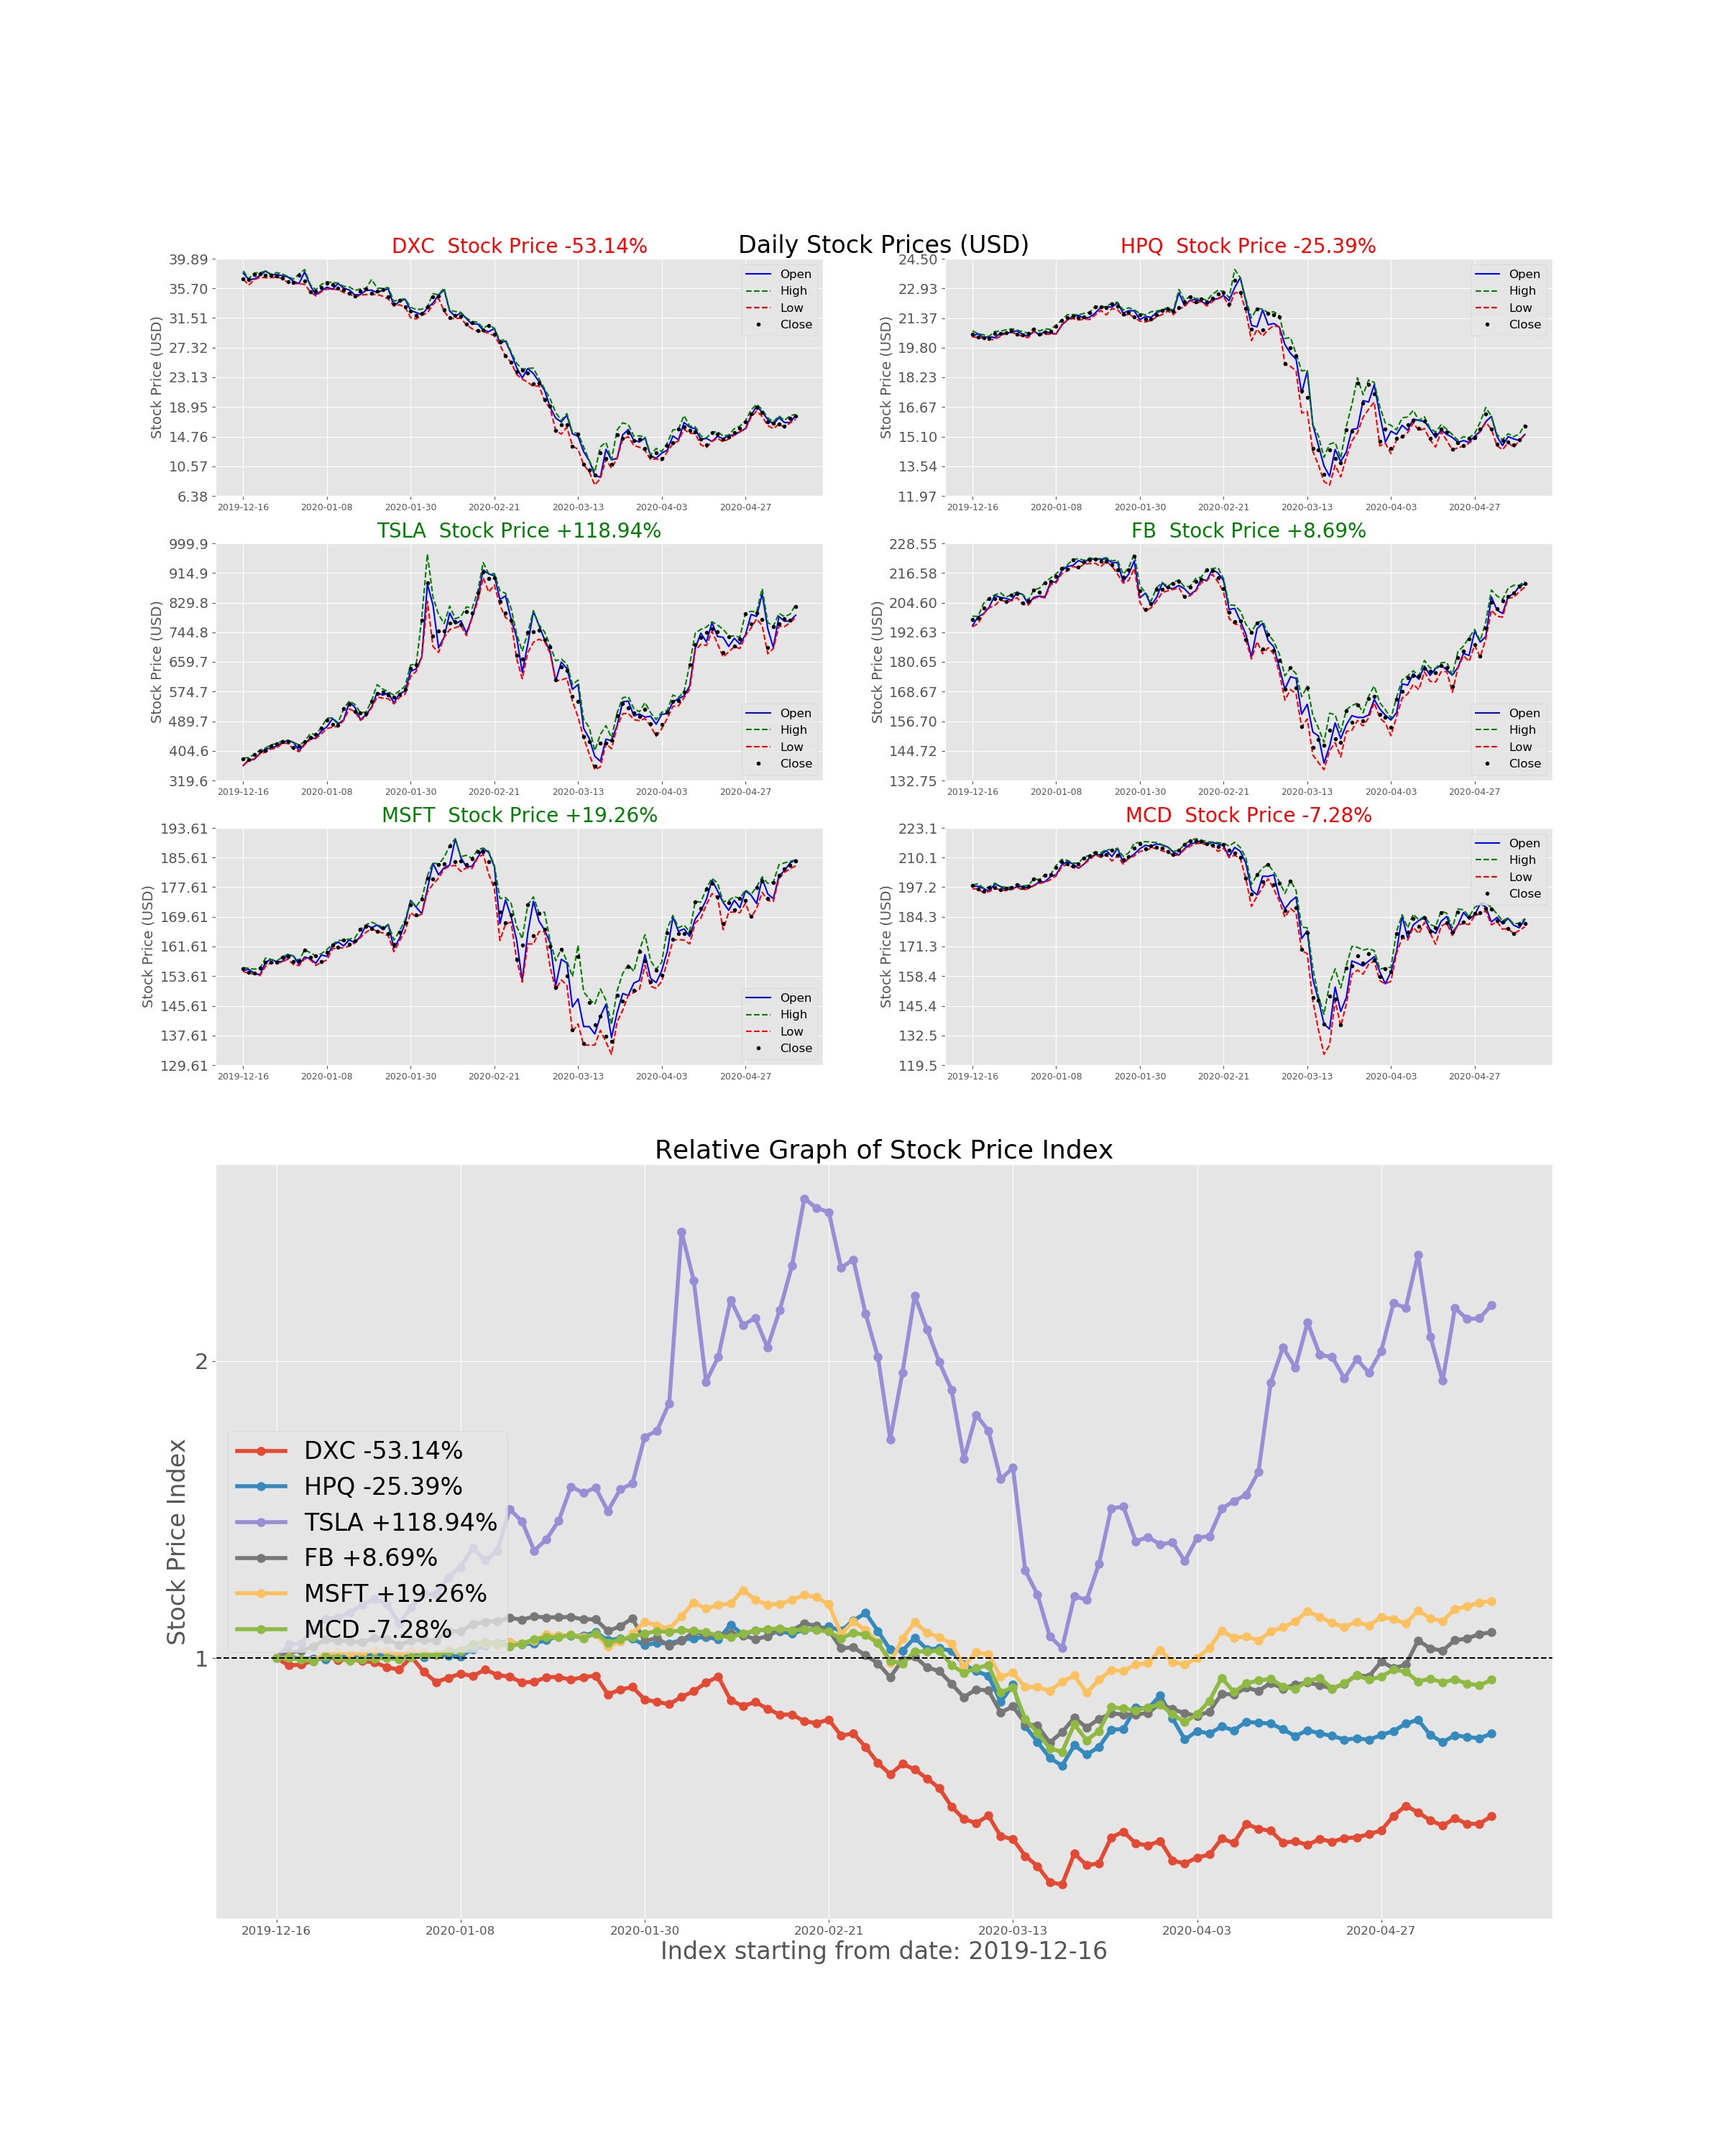 Daily Stock Prices (USD)
DXC  Stock Price -53.14%
39.89
35.70
31.51
27.32
23.13
18.95
14.76
10.57
6.38
Stock Price (USD)
Open
High
Low
Close
2019-12-16 2020-01-08 2020-01-30 2020-02-21 2020-03-13 2020-04-03 2020-04-27
HPQ  Stock Price -25.39%
24.50
22.93
21.37
19.80
18.23
16.67
15.10
13.54
11.97
Stock Price (USD)
Open
High
Low
Close
2019-12-16 2020-01-08 2020-01-30 2020-02-21 2020-03-13 2020-04-03 2020-04-27
TSLA  Stock Price +118.94%
999.9
914.9
829.8
744.8
659.7
574.7
489.7
404.6
319.6
Stock Price (USD)
Open
High
Low
Close
2019-12-16 2020-01-08 2020-01-30 2020-02-21 2020-03-13 2020-04-03 2020-04-27
FB  Stock Price +8.69%
228.55
216.58
204.60
192.63
180.65
168.67
156.70
144.72
132.75
Stock Price (USD)
Open
High
Low
Close
2019-12-16 2020-01-08 2020-01-30 2020-02-21 2020-03-13 2020-04-03 2020-04-27
MSFT  Stock Price +19.26%
193.61
185.61
177.61
169.61
161.61
153.61
145.61
137.61
129.61
Stock Price (USD)
Open
High
Low
Close
2019-12-16 2020-01-08 2020-01-30 2020-02-21 2020-03-13 2020-04-03 2020-04-27
MCD  Stock Price -7.28%
223.1
210.1
197.2
184.3
171.3
158.4
145.4
132.5
119.5
Stock Price (USD)
Open
High
Low
Close
2019-12-16 2020-01-08 2020-01-30 2020-02-21 2020-03-13 2020-04-03 2020-04-27
Relative Graph of Stock Price Index
2
1
Stock Price Index
DXC -53.14%
HPQ -25.39%
TSLA +118.94%
FB +8.69%
MSFT +19.26%
MCD -7.28%
2019-12-16 2020-01-08 2020-01-30 2020-02-21 2020-03-13 2020-04-03 2020-04-27
Index starting from date: 2019-12-16